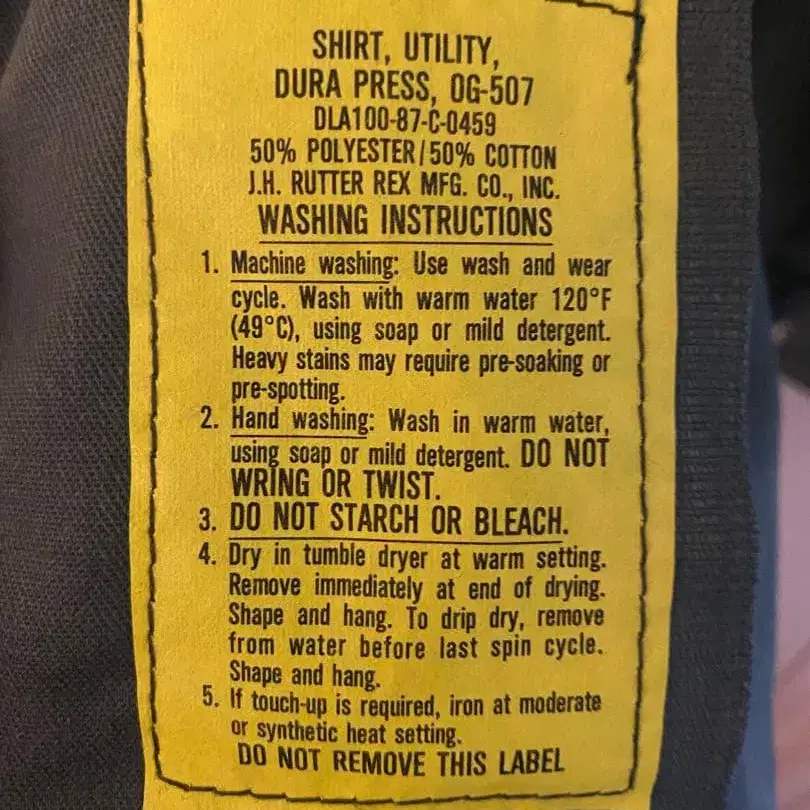 SHIRT, UTILITY,
DURA PRESS, OG-507
DLA100-87-C-0459
50% POLYESTER/50% COTTON
J.H. RUTTER REX MFG. CO., INC.
WASHING INSTRUCTIONS
1. Machine washing: Use wash and wear
cycle. Wash with warm water 120°F
(49°C), using soap or mild detergent.
Heavy stains may require pre-soaking or
pre-spotting.
2. Hand washing: Wash in warm water,
using soap or mild detergent. DO NOT
WRING OR TWIST.
3. DO NOT STARCH OR BLEACH.
4. Dry in tumble dryer at warm setting.
Remove immediately at end of drying.
Shape and hang. To drip dry, remove
from water before last spin cycle.
Shape and hang.
5. If touch-up is required, iron at moderate
or synthetic heat setting.
DO NOT REMOVE THIS LABEL